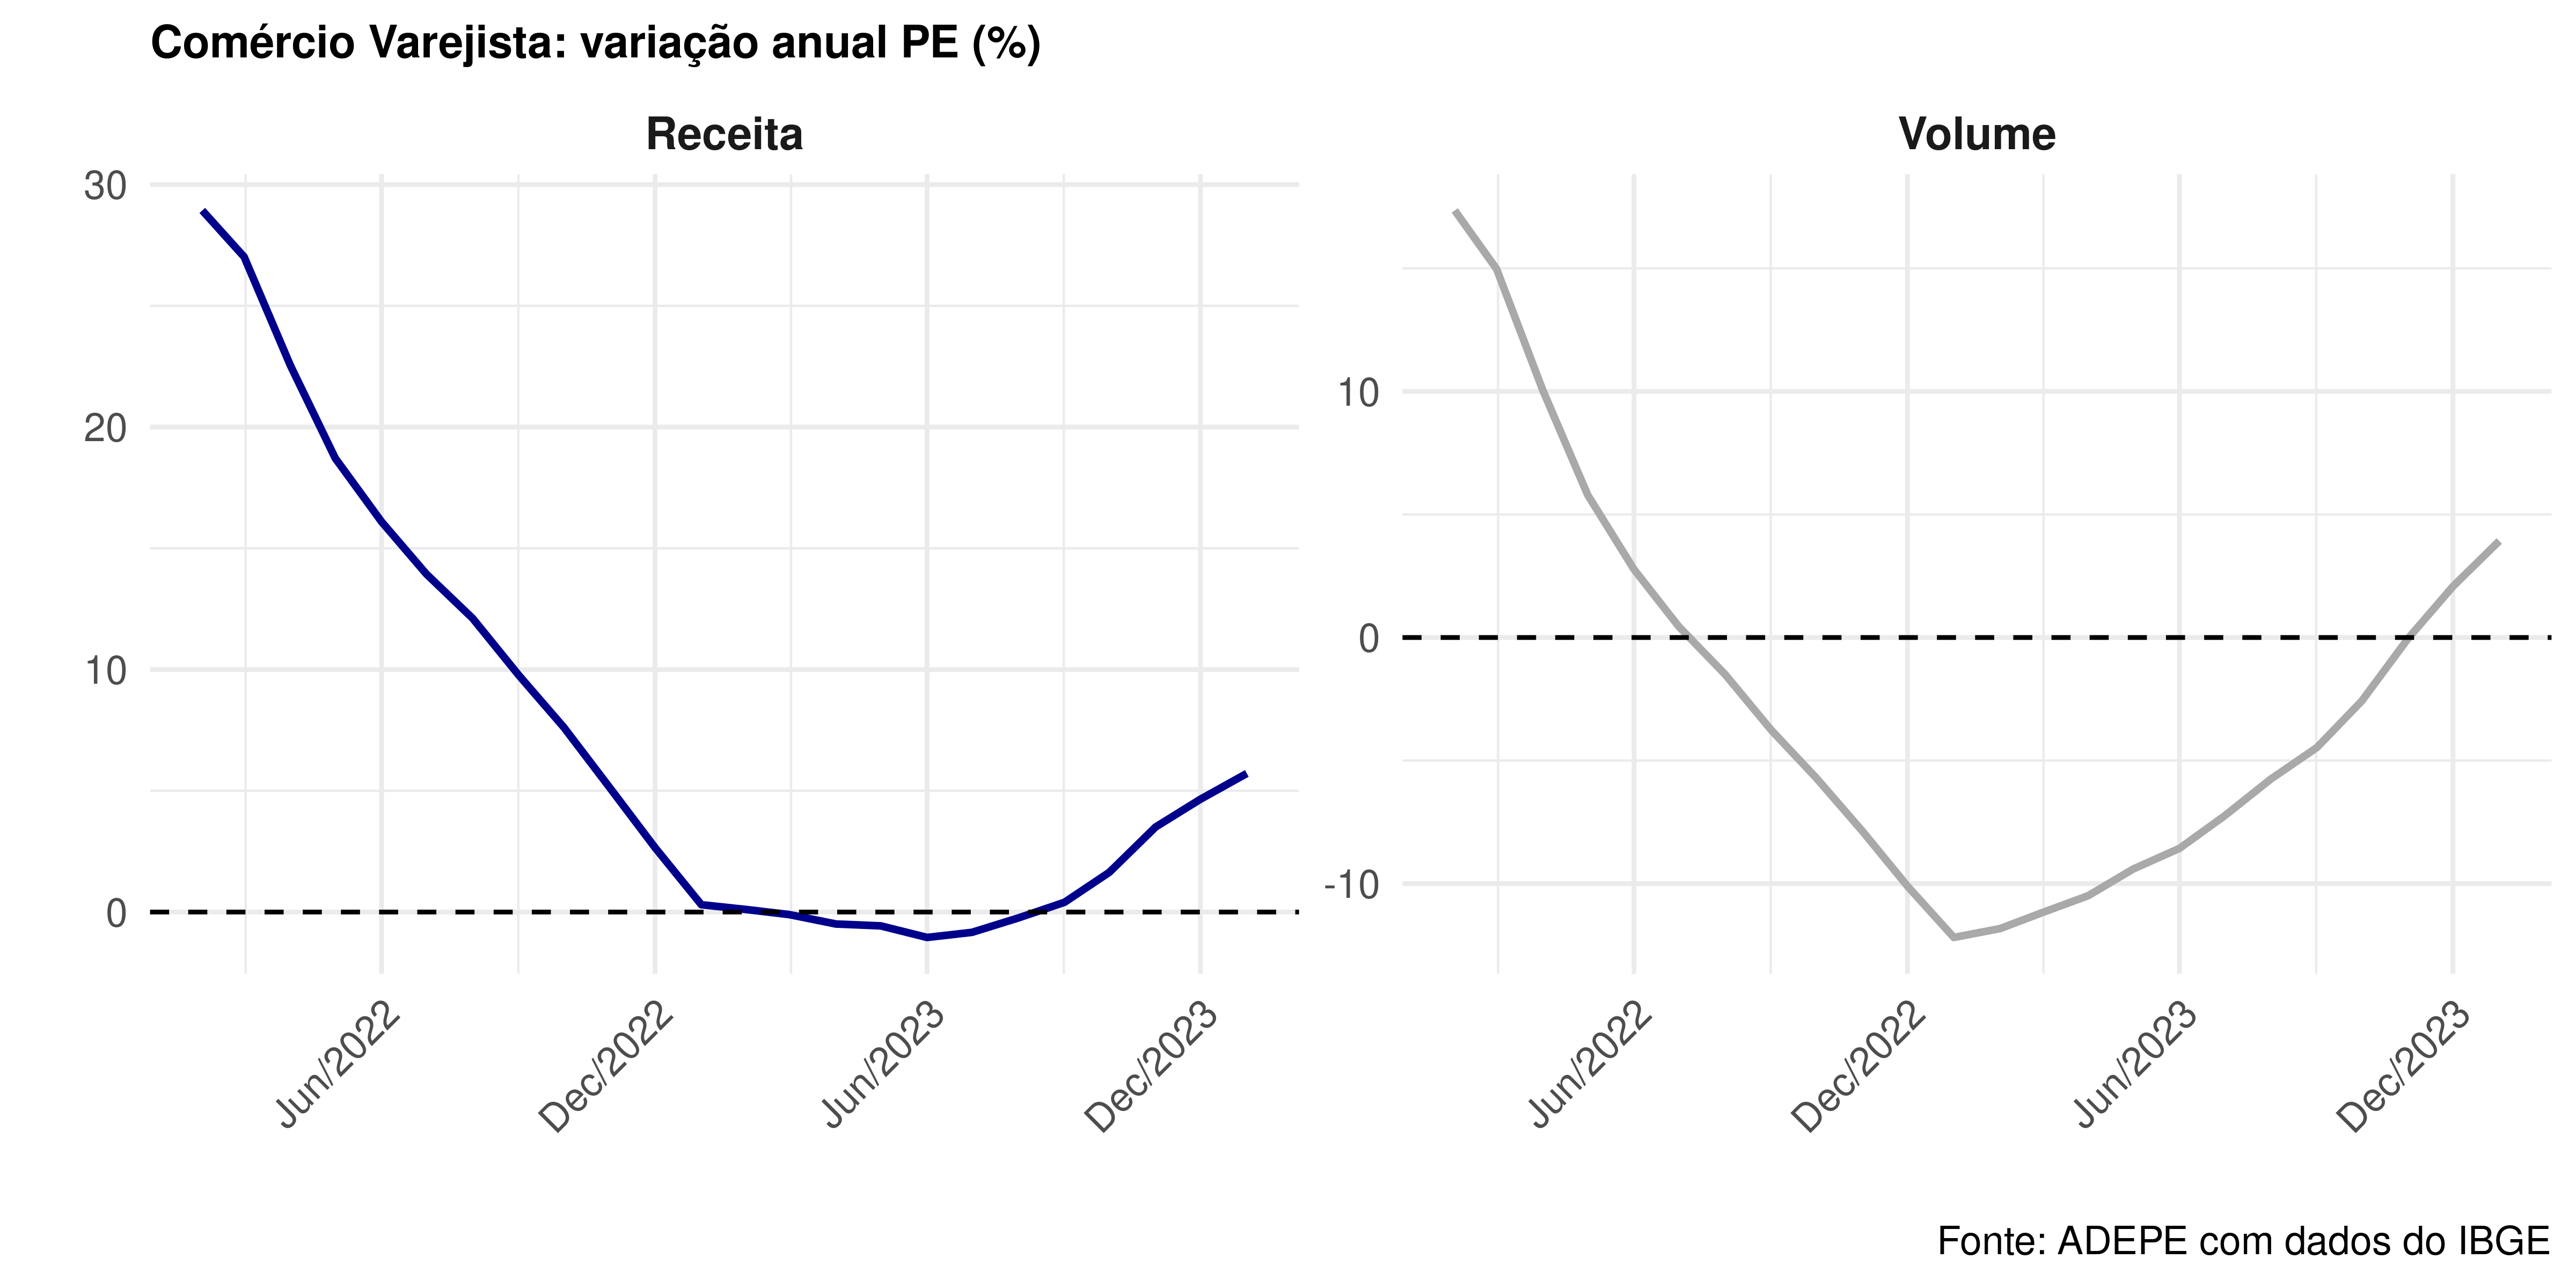 Comércio Varejista: variação anual PE (%)
Receita
30
20
10
0
Jun/2022
Dec/2022
Jun/2023
Dec/2023
Volume
10
0
-10
Jun/2022
Dec/2022
Jun/2023
Dec/2023
Fonte: ADEPE com dados do IBGE